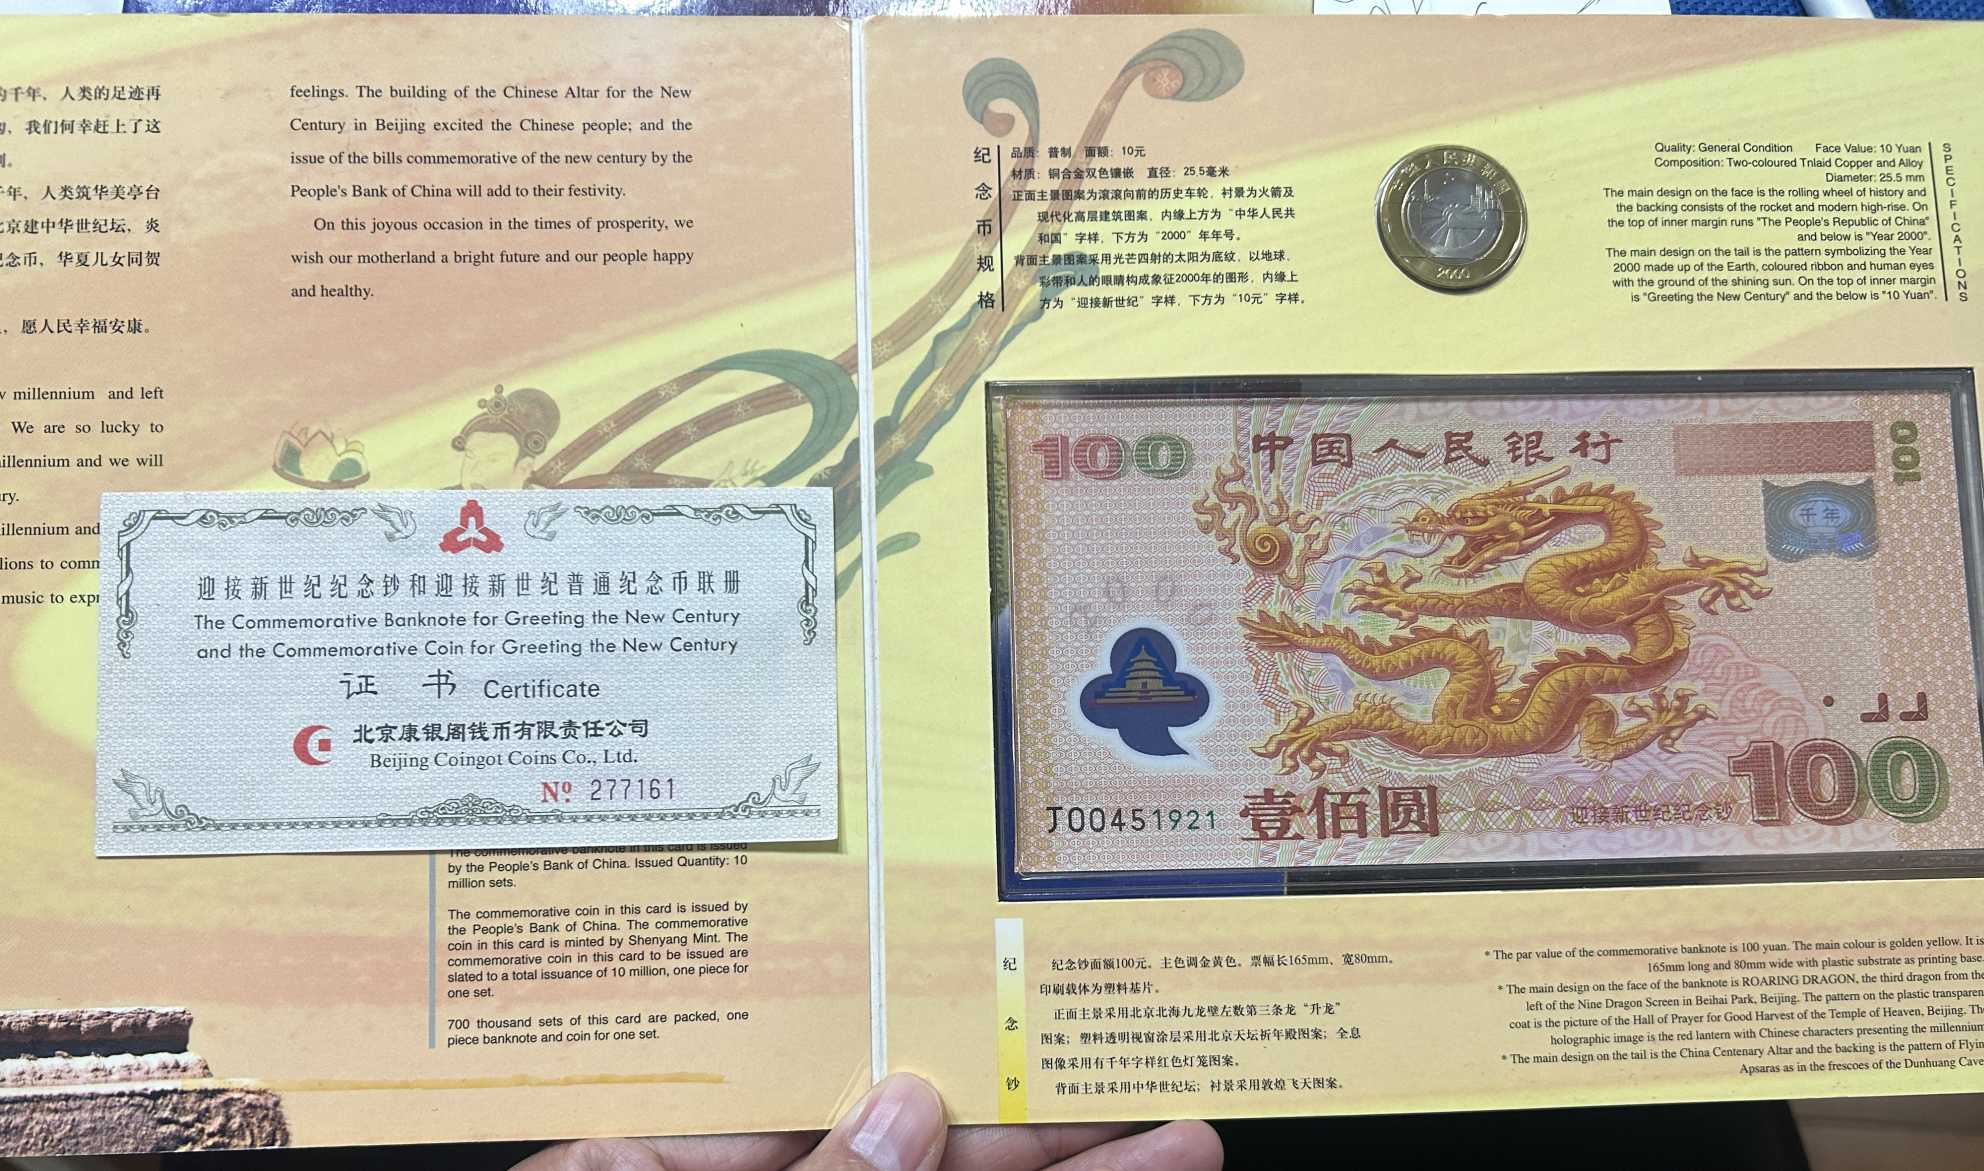 的千年，人类的足迹再
，我们何幸赶上了这
千年，人类筑华美亭台
北京建中华世纪坛，炎
纪念币，华夏儿女同贺
，愿人民幸福安康。
millennium and left
We are so lucky to
millennium and we will
millennium and
music to
feelings. The building of the Chinese Altar for the New
Century in Beijing excited the Chinese people; and the
issue of the bills commemorative of the new century by the
People's Bank of China will add to their festivity.
On this joyous occasion in the times of prosperity, we
wish our motherland a bright future and our people happy
and healthy.
迎接新世纪纪念钞和迎接新世纪普通纪念币联册
The Commemorative Banknote for Greeting the New Century
and the Commemorative Coin for Greeting the New Century
证 书 Certificate
北京康银阁钱币有限责任公司
Beijing Coingot Coins Co., Ltd.
Nº. 277161
The commemorative banknote in this card is issued
by the People's Bank of China. Issued Quantity: 10
million sets.
The commemorative coin in this card is issued by
the People's Bank of China. The commemorative
coin in this card is minted by Shenyang Mint. The
commemorative coin in this card to be issued are
slated to a total issuance of 10 million, one piece for
one set.
700 thousand sets of this card are packed, one
piece banknote and coin for one set.
纪念币规格
品质：普制 面额：10元
材质：铜合金双色镶嵌 直径：25.5毫米
正面主景图案为滚滚向前的历史车轮，衬景为火箭及
现代化高层建筑图案，内缘上方为“中华人民共
和国”字样，下方为“2000”年年号。
背面主景图案采用光芒四射的太阳为底纹，以地球，
彩带和人的眼睛构成象征2000年的图形，内缘上
方为“迎接新世纪”字样，下方为“10元”字样。
中华人民共和国
2000
SPECIFICATIONS
Quality: General Condition Face Value: 10 Yuan
Composition: Two-coloured Tnlaid Copper and Alloy
Diameter: 25.5 mm
The main design on the face is the rolling wheel of history and
the backing consists of the rocket and modern high-rise. On
the top of inner margin runs "The People's Republic of China"
and below is "Year 2000".
The main design on the tail is the pattern symbolizing the Year
2000 made up of the Earth, coloured ribbon and human eyes
with the ground of the shining sun. On the top of inner margin
is "Greeting the New Century" and the below is "10 Yuan".
100
中国人民银行
100
千年
2000
J00451921
壹佰圆
迎接新世纪纪念钞
100
纪念钞
纪念钞面额100元。主色调金黄色。票幅长165mm、宽80mm。
印刷载体为塑料基片。
正面主景采用北京北海九龙壁左数第三条龙“升龙”
图案；塑料透明视窗涂层采用北京天坛祈年殿图案；全息
图像采用有千年字样红色灯笼图案。
背面主景采用中华世纪坛；衬景采用敦煌飞天图案。
* The par value of the commemorative banknote is 100 yuan. The main colour is golden yellow. It is
165mm long and 80mm wide with plastic substrate as printing base.
* The main design on the face of the banknote is ROARING DRAGON, the third dragon from the
left of the Nine Dragon Screen in Beihai Park, Beijing. The pattern on the plastic transparen
coat is the picture of the Hall of Prayer for Good Harvest of the Temple of Heaven, Beijing. Th
holographic image is the red lantern with Chinese characters presenting the millennium
* The main design on the tail is the China Centenary Altar and the backing is the pattern of Flyin
Apsaras as in the frescoes of the Dunhuang Cave